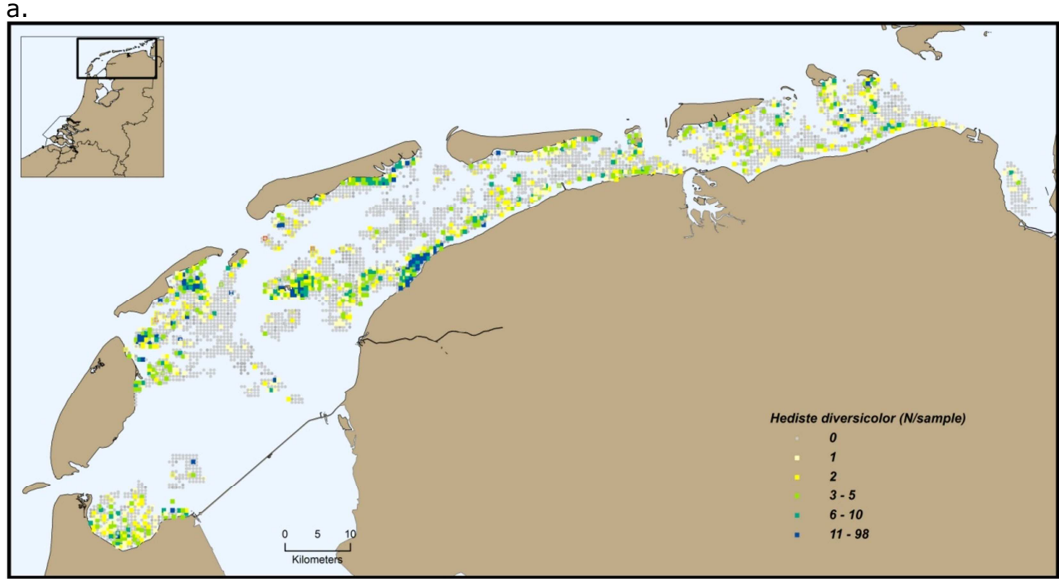 a.
Hediste diversicolor (N/sample)
0
1
2
3 - 5
6 - 10
11 - 98
0 5 10
Kilometers